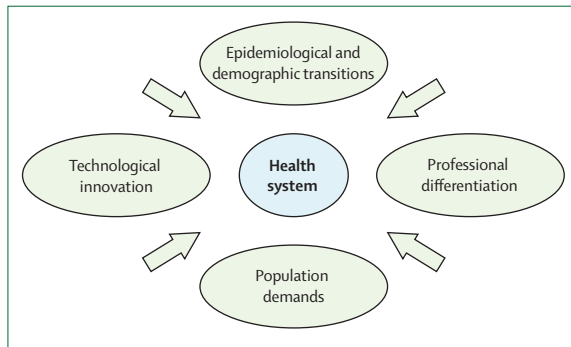 Epidemiological and
demographic transitions
Technological
innovation
Health
system
Professional
differentiation
Population
demands